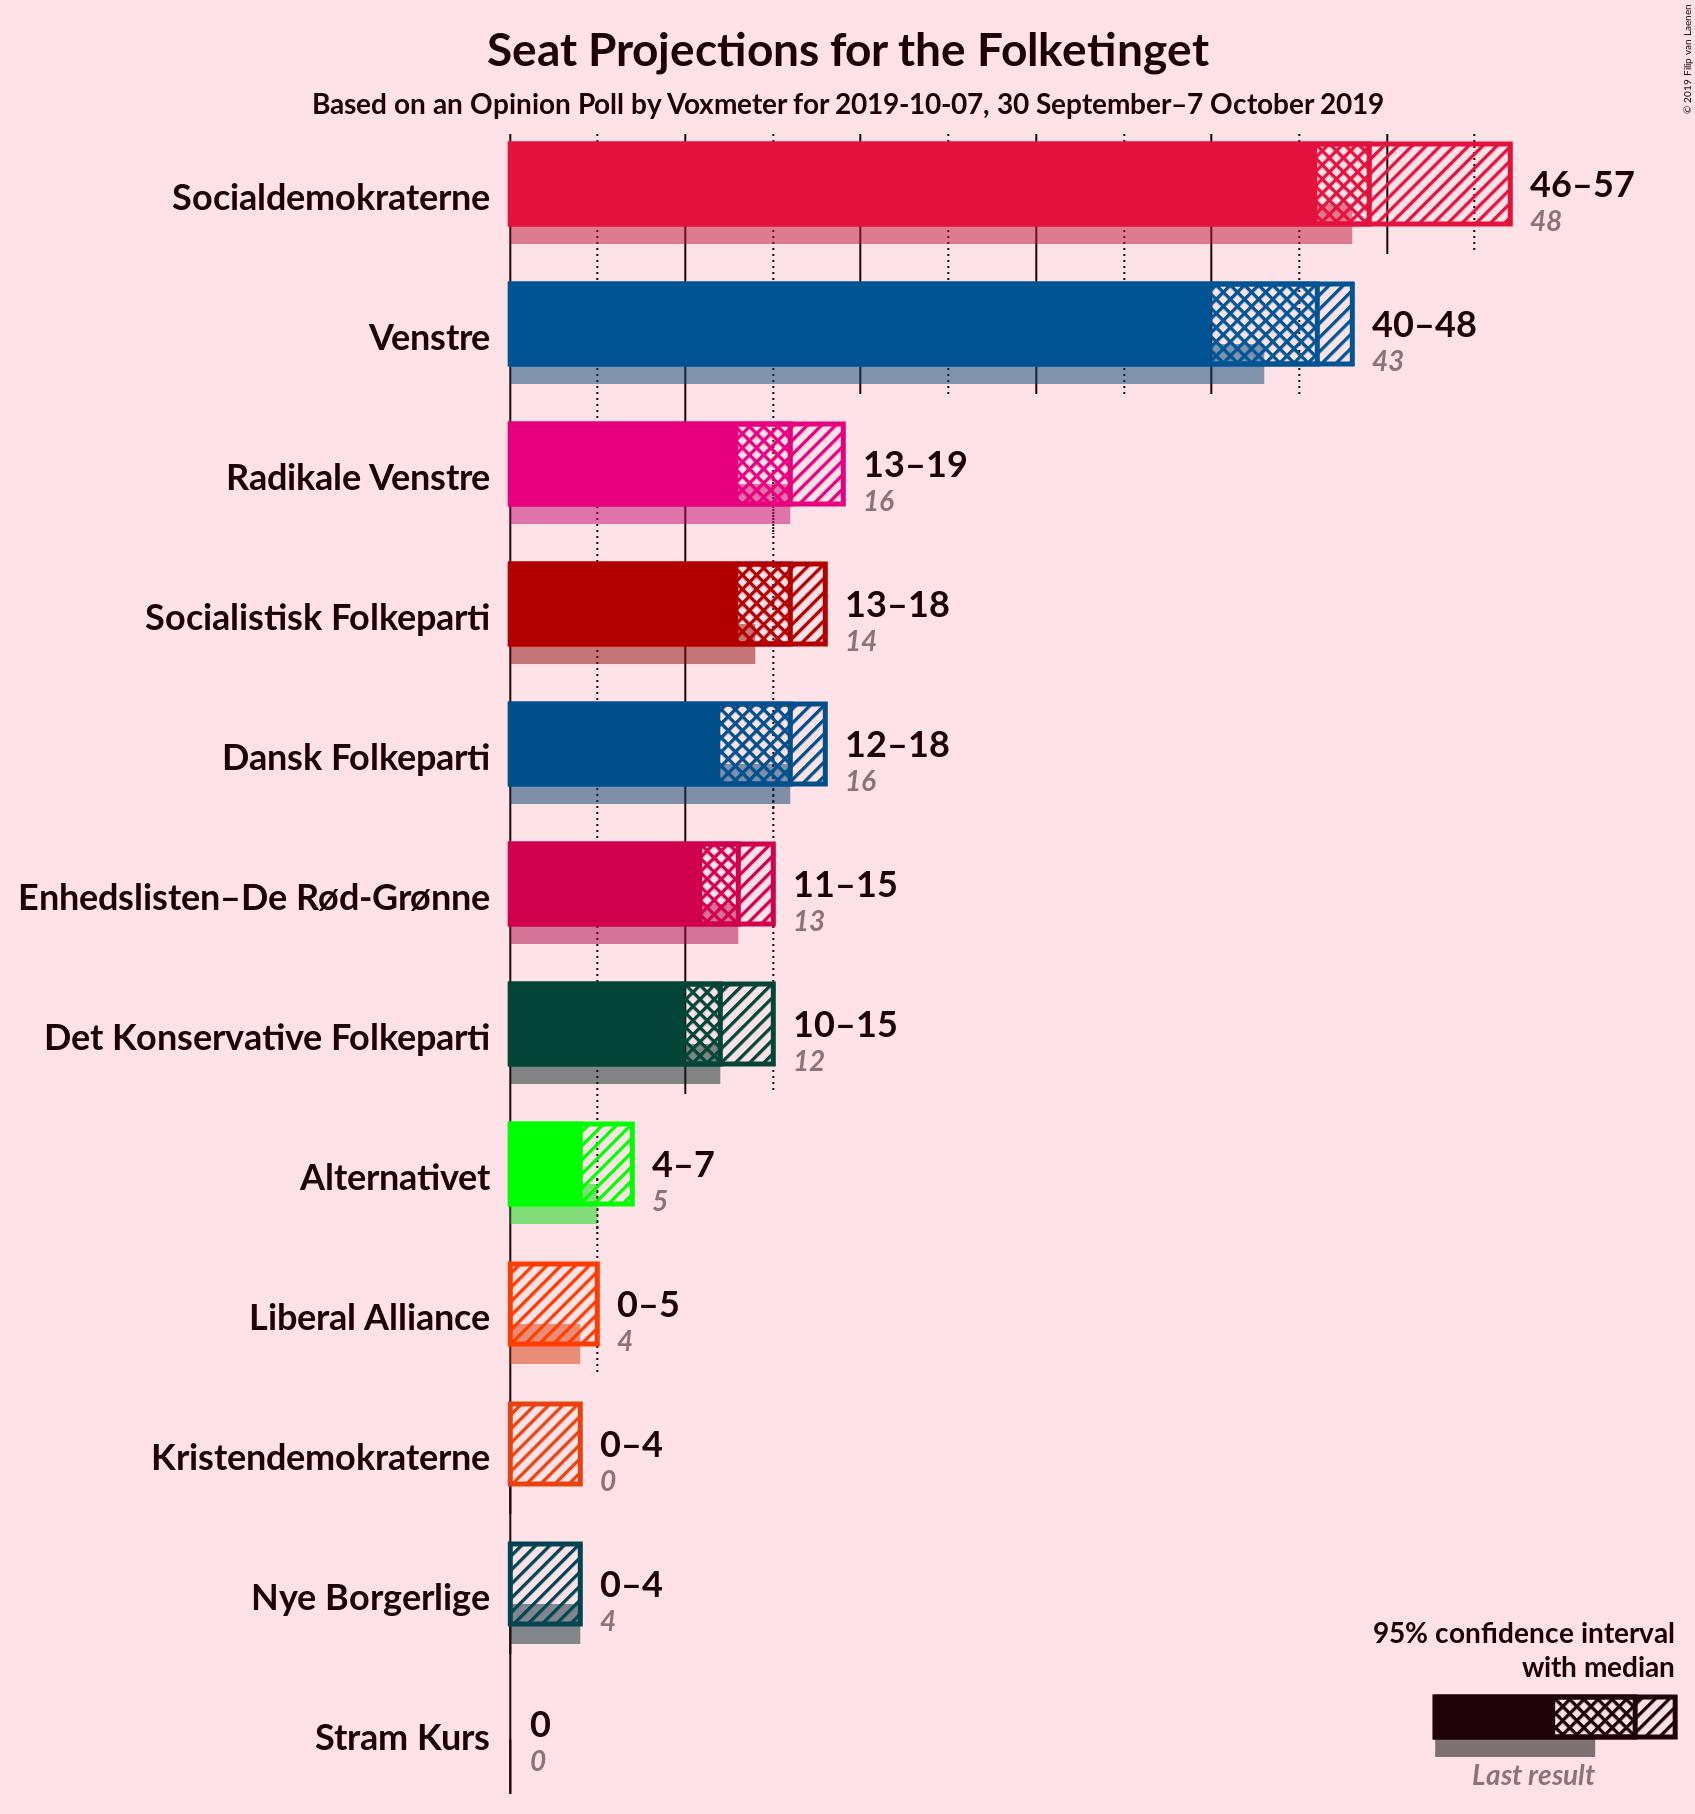 Seat Projections for the Folketinget
Based on an Opinion Poll by Voxmeter for 2019-10-07, 30 September–7 October 2019
© 2019 Filip van Laenen
Socialdemokraterne
46–57
48
Venstre
40–48
43
Radikale Venstre
13–19
16
Socialistisk Folkeparti
13–18
14
Dansk Folkeparti
12–18
16
Enhedslisten–De Rød-Grønne
11–15
13
Det Konservative Folkeparti
10–15
12
Alternativet
4–7
5
Liberal Alliance
0–5
4
Kristendemokraterne
0–4
0
Nye Borgerlige
0–4
4
Stram Kurs
0
0
95% confidence interval
with median
Last result